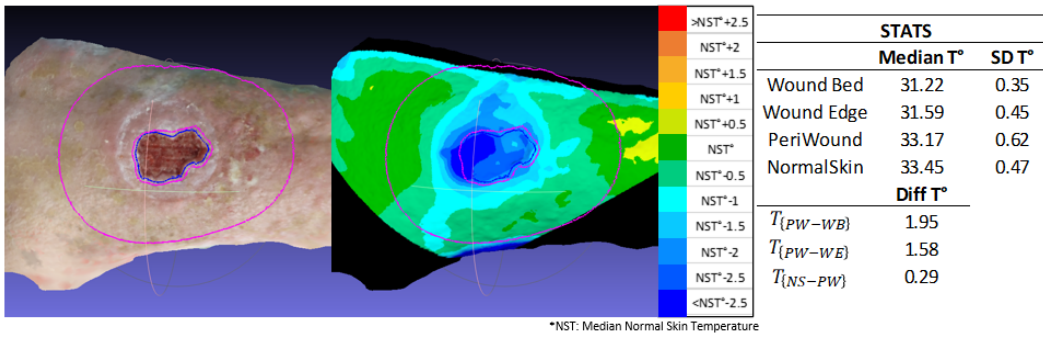 >NST°+2.5
NST°+2
NST°+1.5
NST°+1
NST°+0.5
NST°
NST°-0.5
NST°-1
NST°-1.5
NST°-2
NST°-2.5
<NST°-2.5
*NST: Median Normal Skin Temperature
STATS
Median T° SD T°
Wound Bed 31.22 0.35
Wound Edge 31.59 0.45
PeriWound 33.17 0.62
NormalSkin 33.45 0.47
Diff T°
T{PW−WB} 1.95
T{PW−WE} 1.58
T{NS−PW} 0.29